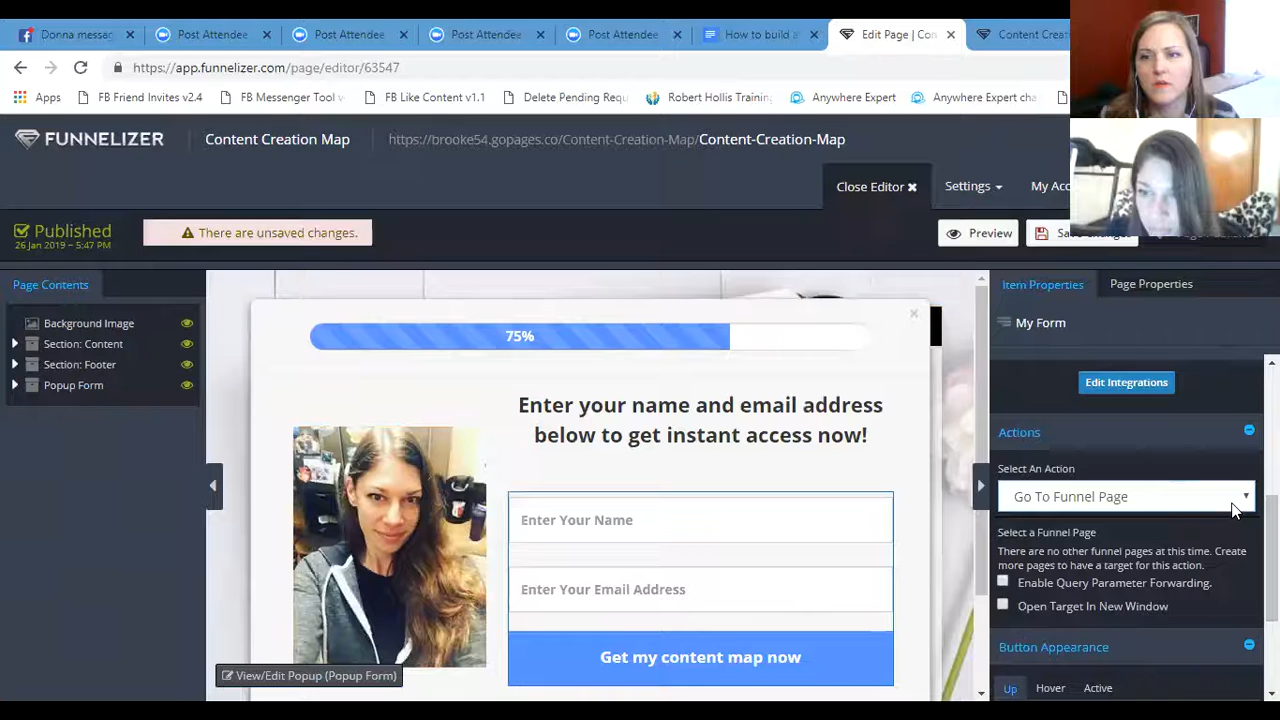 Donna messag
Post Attendee
Post Attendee
Post Attendee
Post Attendee
How to build a
Edit Page | Con
Content Crea
https://app.funnelizer.com/page/editor/63547
Apps
FB Friend Invites v2.4
FB Messenger Tool v
FB Like Content v1.1
Delete Pending Requ
Robert Hollis Training
Anywhere Expert
Anywhere Expert cha
FUNNELIZER
Content Creation Map
https://brooke54.gopages.co/Content-Creation-Map/Content-Creation-Map
Close Editor
Settings
My Acc
Published
26 Jan 2019 – 5:47 PM
There are unsaved changes.
Preview
Page Contents
Background Image
Section: Content
Section: Footer
Popup Form
75%
Enter your name and email address
below to get instant access now!
Enter Your Name
Enter Your Email Address
Get my content map now
View/Edit Popup (Popup Form)
Item Properties
Page Properties
My Form
Edit Integrations
Actions
Select An Action
Go To Funnel Page
Select a Funnel Page
There are no other funnel pages at this time. Create
more pages to have a target for this action.
Enable Query Parameter Forwarding.
Open Target In New Window
Button Appearance
Up
Hover
Active